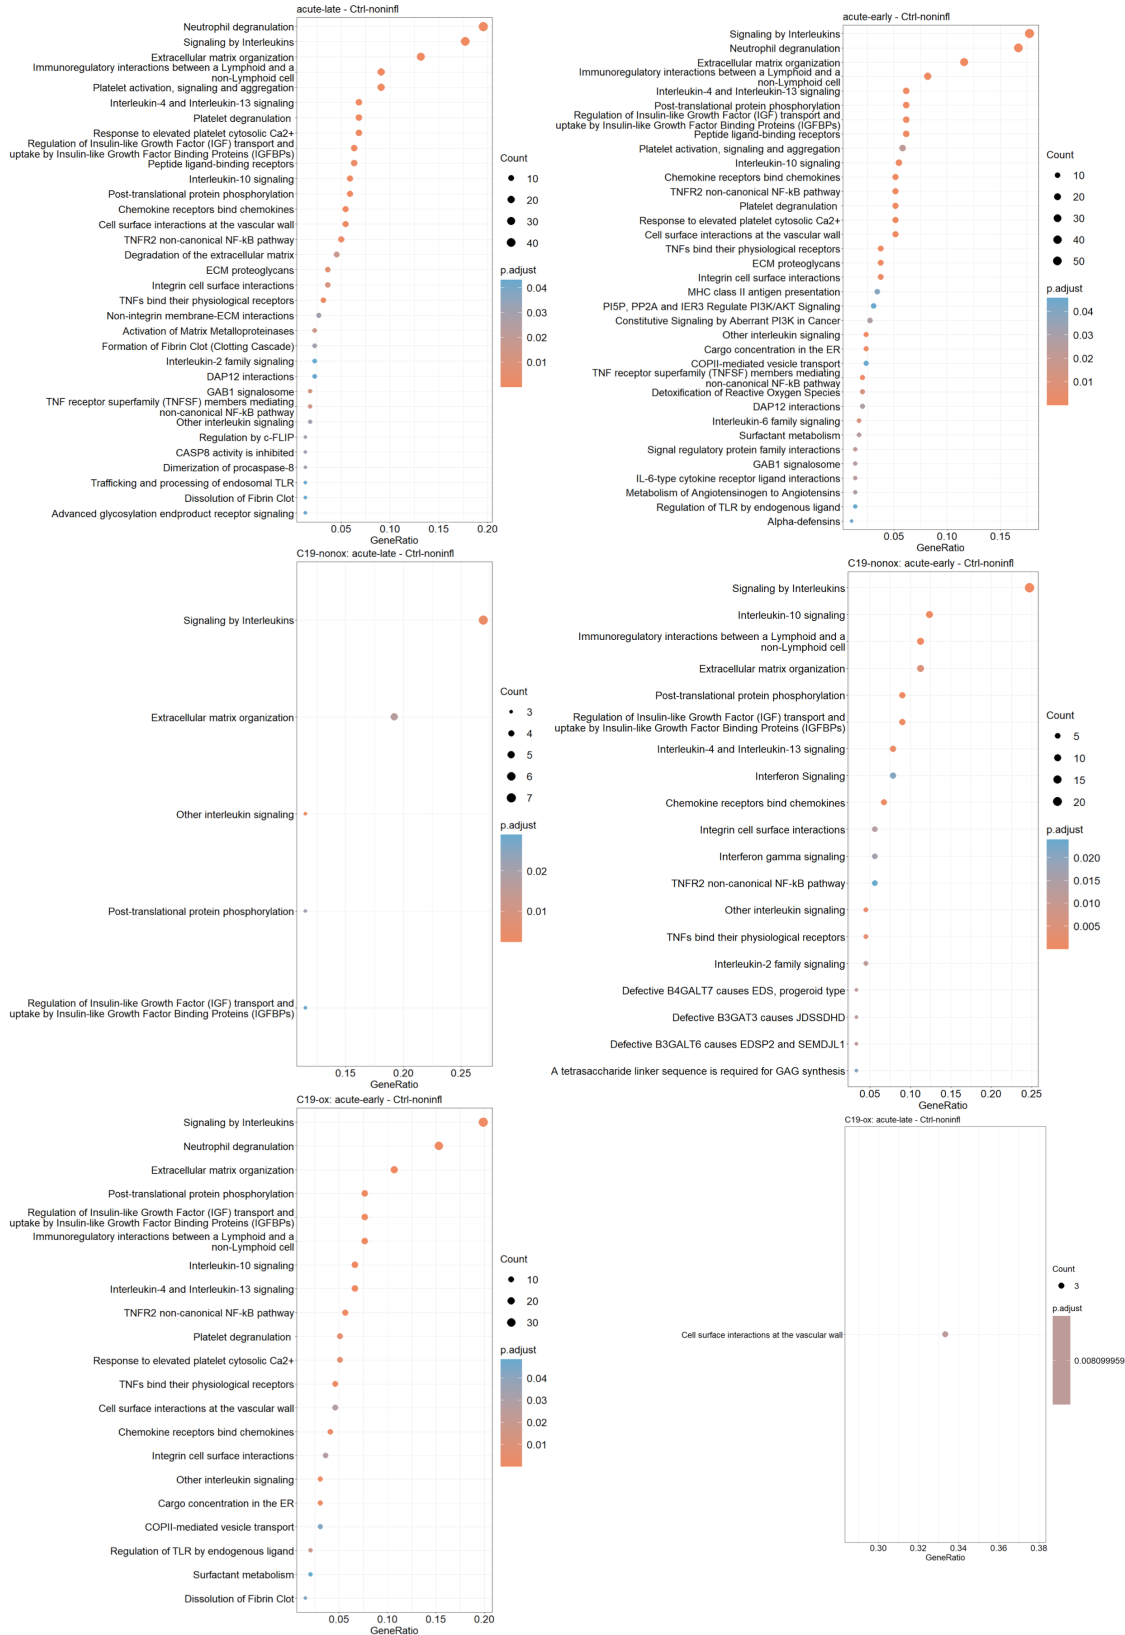 acute-late - Ctrl-noninfl
Neutrophil degranulation
Signaling by Interleukins
Extracellular matrix organization
Immunoregulatory interactions between a Lymphoid and a
non-Lymphoid cell
Platelet activation, signaling and aggregation
Interleukin-4 and Interleukin-13 signaling
Platelet degranulation
Response to elevated platelet cytosolic Ca2+
Regulation of Insulin-like Growth Factor (IGF) transport and
uptake by Insulin-like Growth Factor Binding Proteins (IGFBPs)
Peptide ligand-binding receptors
Interleukin-10 signaling
Post-translational protein phosphorylation
Chemokine receptors bind chemokines
Cell surface interactions at the vascular wall
TNFR2 non-canonical NF-kB pathway
Degradation of the extracellular matrix
ECM proteoglycans
Integrin cell surface interactions
TNFs bind their physiological receptors
Non-integrin membrane-ECM interactions
Activation of Matrix Metalloproteinases
Formation of Fibrin Clot (Clotting Cascade)
Interleukin-2 family signaling
DAP12 interactions
GAB1 signalosome
TNF receptor superfamily (TNFSF) members mediating
non-canonical NF-kB pathway
Other interleukin signaling
Regulation by c-FLIP
CASP8 activity is inhibited
Dimerization of procaspase-8
Trafficking and processing of endosomal TLR
Dissolution of Fibrin Clot
Advanced glycosylation endproduct receptor signaling
0.05 0.10 0.15 0.20
GeneRatio
Count
10
20
30
40
p.adjust
0.04
0.03
0.02
0.01
acute-early - Ctrl-noninfl
Signaling by Interleukins
Neutrophil degranulation
Extracellular matrix organization
Immunoregulatory interactions between a Lymphoid and a
non-Lymphoid cell
Interleukin-4 and Interleukin-13 signaling
Post-translational protein phosphorylation
Regulation of Insulin-like Growth Factor (IGF) transport and
uptake by Insulin-like Growth Factor Binding Proteins (IGFBPs)
Peptide ligand-binding receptors
Platelet activation, signaling and aggregation
Interleukin-10 signaling
Chemokine receptors bind chemokines
TNFR2 non-canonical NF-kB pathway
Platelet degranulation
Response to elevated platelet cytosolic Ca2+
Cell surface interactions at the vascular wall
TNFs bind their physiological receptors
ECM proteoglycans
Integrin cell surface interactions
MHC class II antigen presentation
PI5P, PP2A and IER3 Regulate PI3K/AKT Signaling
Constitutive Signaling by Aberrant PI3K in Cancer
Other interleukin signaling
Cargo concentration in the ER
COPII-mediated vesicle transport
TNF receptor superfamily (TNFSF) members mediating
non-canonical NF-kB pathway
Detoxification of Reactive Oxygen Species
DAP12 interactions
Interleukin-6 family signaling
Surfactant metabolism
Signal regulatory protein family interactions
GAB1 signalosome
IL-6-type cytokine receptor ligand interactions
Metabolism of Angiotensinogen to Angiotensins
Regulation of TLR by endogenous ligand
Alpha-defensins
0.05 0.10 0.15
GeneRatio
Count
10
20
30
40
50
p.adjust
0.04
0.03
0.02
0.01
C19-nonox: acute-late - Ctrl-noninfl
Signaling by Interleukins
Extracellular matrix organization
Other interleukin signaling
Post-translational protein phosphorylation
Regulation of Insulin-like Growth Factor (IGF) transport and
uptake by Insulin-like Growth Factor Binding Proteins (IGFBPs)
0.15 0.20 0.25
GeneRatio
Count
3
4
5
6
7
p.adjust
0.02
0.01
C19-nonox: acute-early - Ctrl-noninfl
Signaling by Interleukins
Interleukin-10 signaling
Immunoregulatory interactions between a Lymphoid and a
non-Lymphoid cell
Extracellular matrix organization
Post-translational protein phosphorylation
Regulation of Insulin-like Growth Factor (IGF) transport and
uptake by Insulin-like Growth Factor Binding Proteins (IGFBPs)
Interleukin-4 and Interleukin-13 signaling
Interferon Signaling
Chemokine receptors bind chemokines
Integrin cell surface interactions
Interferon gamma signaling
TNFR2 non-canonical NF-kB pathway
Other interleukin signaling
TNFs bind their physiological receptors
Interleukin-2 family signaling
Defective B4GALT7 causes EDS, progeroid type
Defective B3GAT3 causes JDSSDHD
Defective B3GALT6 causes EDSP2 and SEMDJL1
A tetrasaccharide linker sequence is required for GAG synthesis
0.05 0.10 0.15 0.20 0.25
GeneRatio
Count
5
10
15
20
p.adjust
0.020
0.015
0.010
0.005
C19-ox: acute-early - Ctrl-noninfl
Signaling by Interleukins
Neutrophil degranulation
Extracellular matrix organization
Post-translational protein phosphorylation
Regulation of Insulin-like Growth Factor (IGF) transport and
uptake by Insulin-like Growth Factor Binding Proteins (IGFBPs)
Immunoregulatory interactions between a Lymphoid and a
non-Lymphoid cell
Interleukin-10 signaling
Interleukin-4 and Interleukin-13 signaling
TNFR2 non-canonical NF-kB pathway
Platelet degranulation
Response to elevated platelet cytosolic Ca2+
TNFs bind their physiological receptors
Cell surface interactions at the vascular wall
Chemokine receptors bind chemokines
Integrin cell surface interactions
Other interleukin signaling
Cargo concentration in the ER
COPII-mediated vesicle transport
Regulation of TLR by endogenous ligand
Surfactant metabolism
Dissolution of Fibrin Clot
0.05 0.10 0.15 0.20
GeneRatio
Count
10
20
30
p.adjust
0.04
0.03
0.02
0.01
C19-ox: acute-late - Ctrl-noninfl
Cell surface interactions at the vascular wall
0.30 0.32 0.34 0.36 0.38
GeneRatio
Count
3
p.adjust
0.008099959